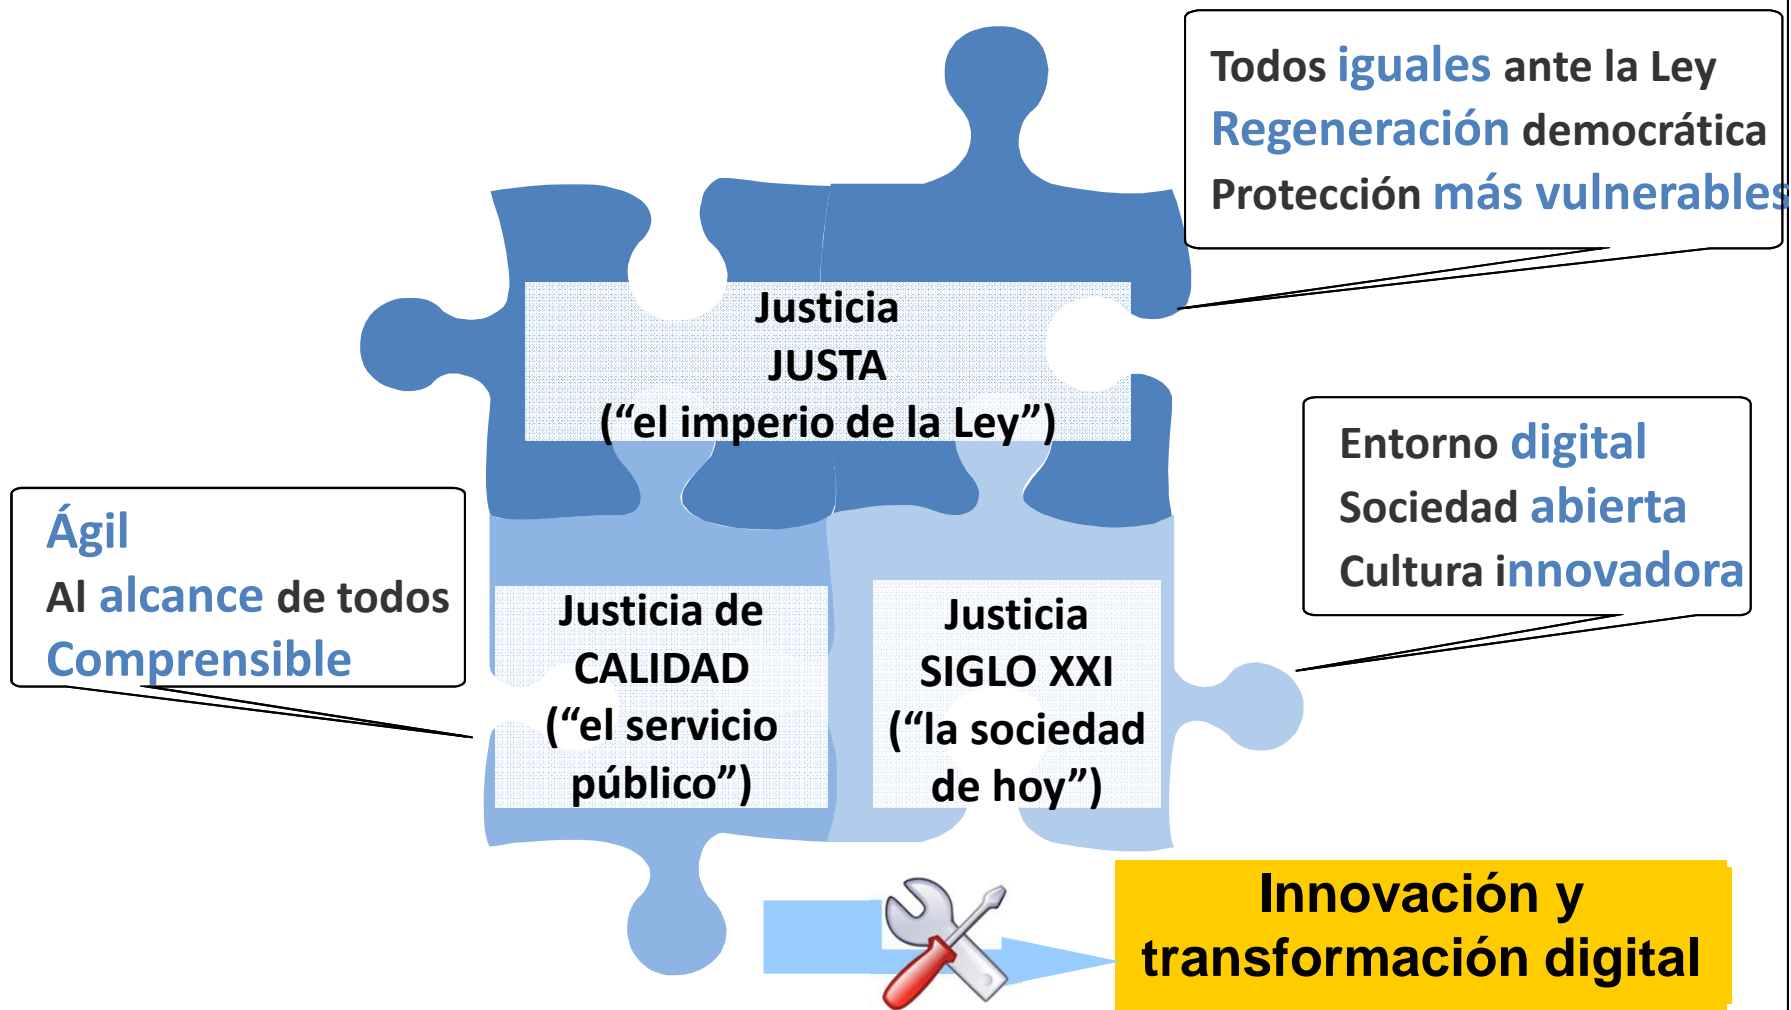 Todos iguales ante la Ley
Regeneración democrática
Protección más vulnerables
Justicia
JUSTA
(“el imperio de la Ley”)
Entorno digital
Sociedad abierta
Cultura innovadora
Ágil
Al alcance de todos
Comprensible
Justicia de
CALIDAD
(“el servicio
público”)
Justicia
SIGLO XXI
(“la sociedad
de hoy”)
Innovación y
transformación digital